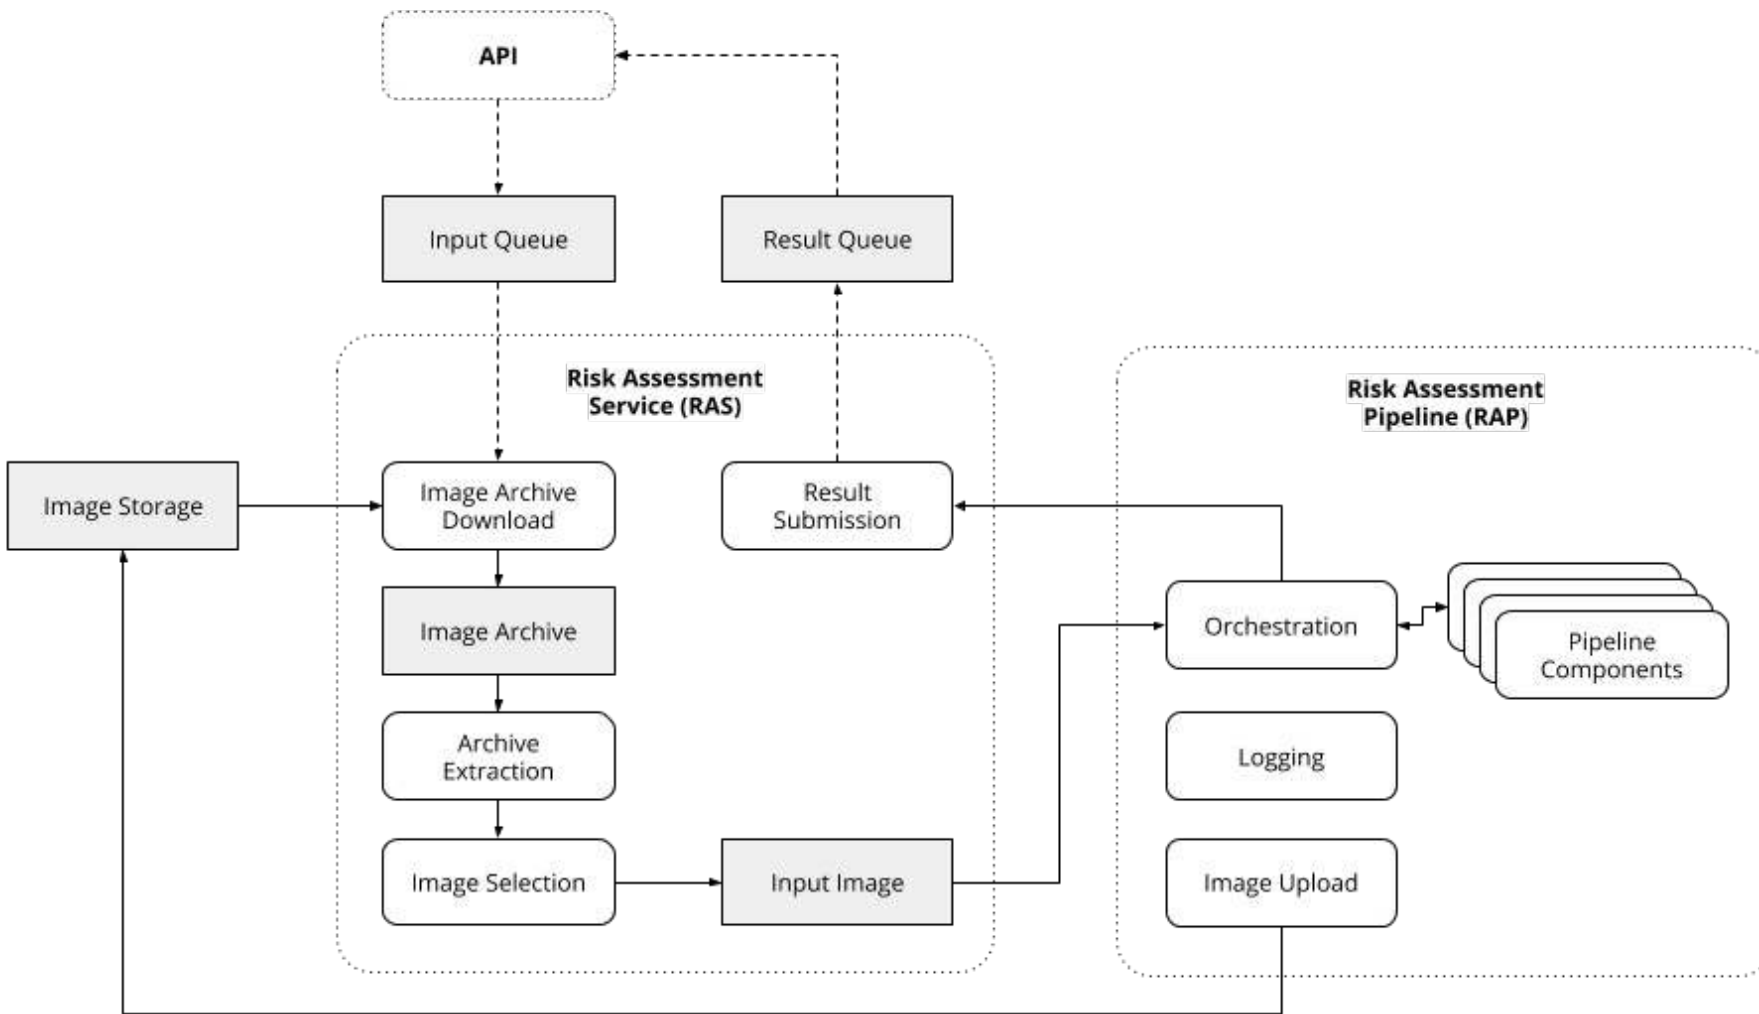 API
Input Queue
Result Queue
Risk Assessment
Service (RAS)
Risk Assessment
Pipeline (RAP)
Image Storage
Image Archive
Download
Result
Submission
Image Archive
Orchestration
Pipeline
Components
Archive
Extraction
Logging
Image Selection
Input Image
Image Upload